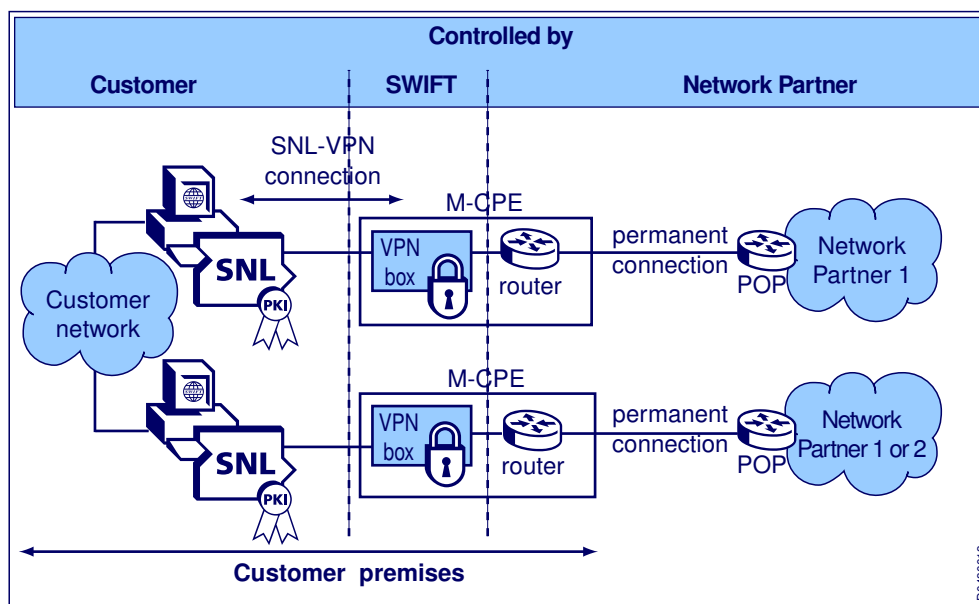 Controlled by
Customer
SWIFT
Network Partner
SNL-VPN
connection
M-CPE
VPN
box
router
permanent
connection
POP
Network
Partner 1
SNL
PKI
Customer
network
M-CPE
VPN
box
router
permanent
connection
POP
Network
Partner 1 or 2
SNL
PKI
Customer premises